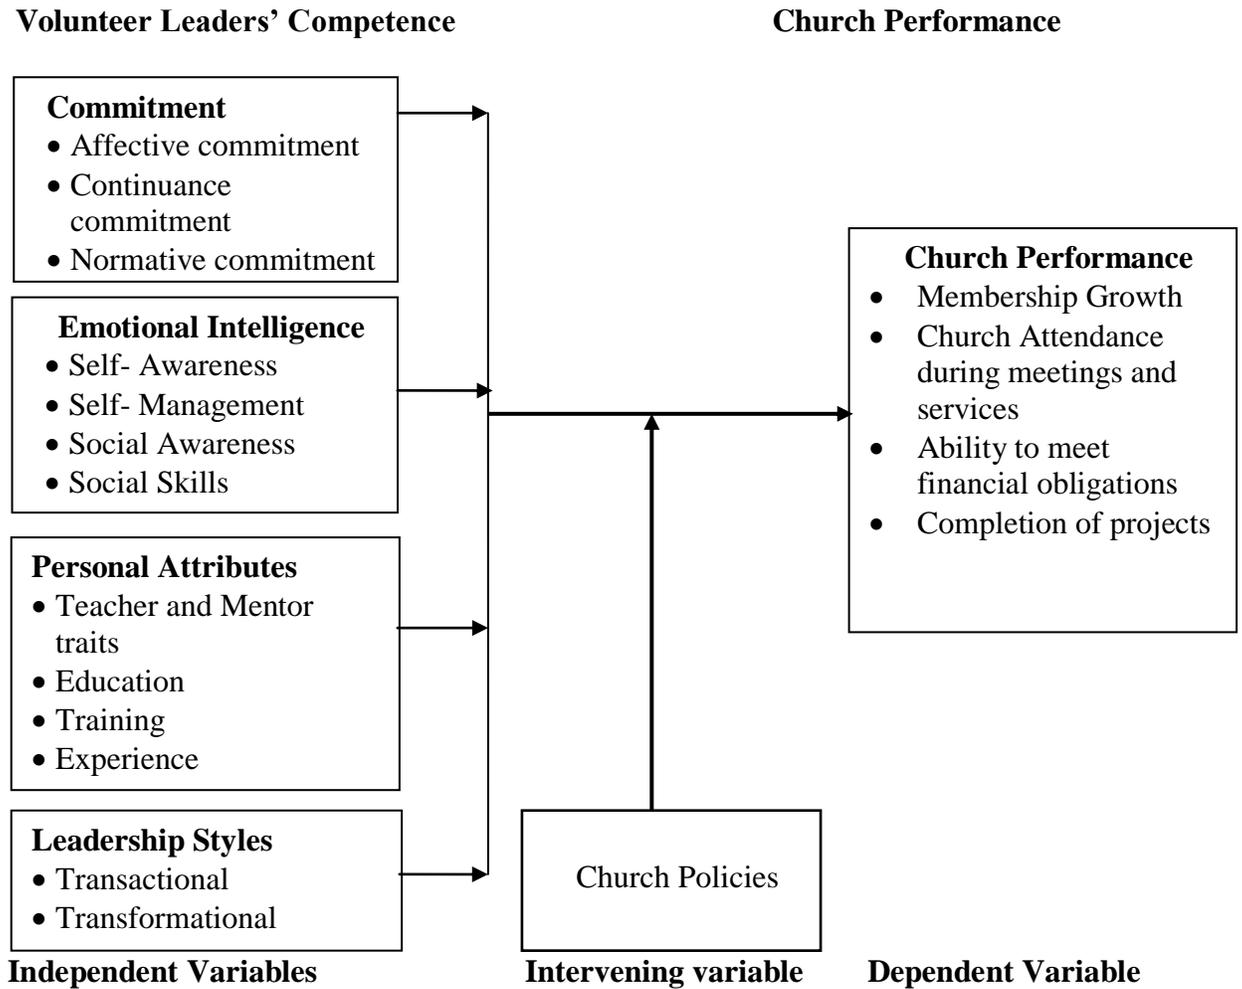 Volunteer Leaders’ Competence
Church Performance
Commitment
• Affective commitment
• Continuance
commitment
• Normative commitment
Emotional Intelligence
• Self- Awareness
• Self- Management
• Social Awareness
• Social Skills
Personal Attributes
• Teacher and Mentor
traits
• Education
• Training
• Experience
Leadership Styles
• Transactional
• Transformational
Church Policies
Church Performance
• Membership Growth
• Church Attendance
during meetings and
services
• Ability to meet
financial obligations
• Completion of projects
Independent Variables
Intervening variable
Dependent Variable